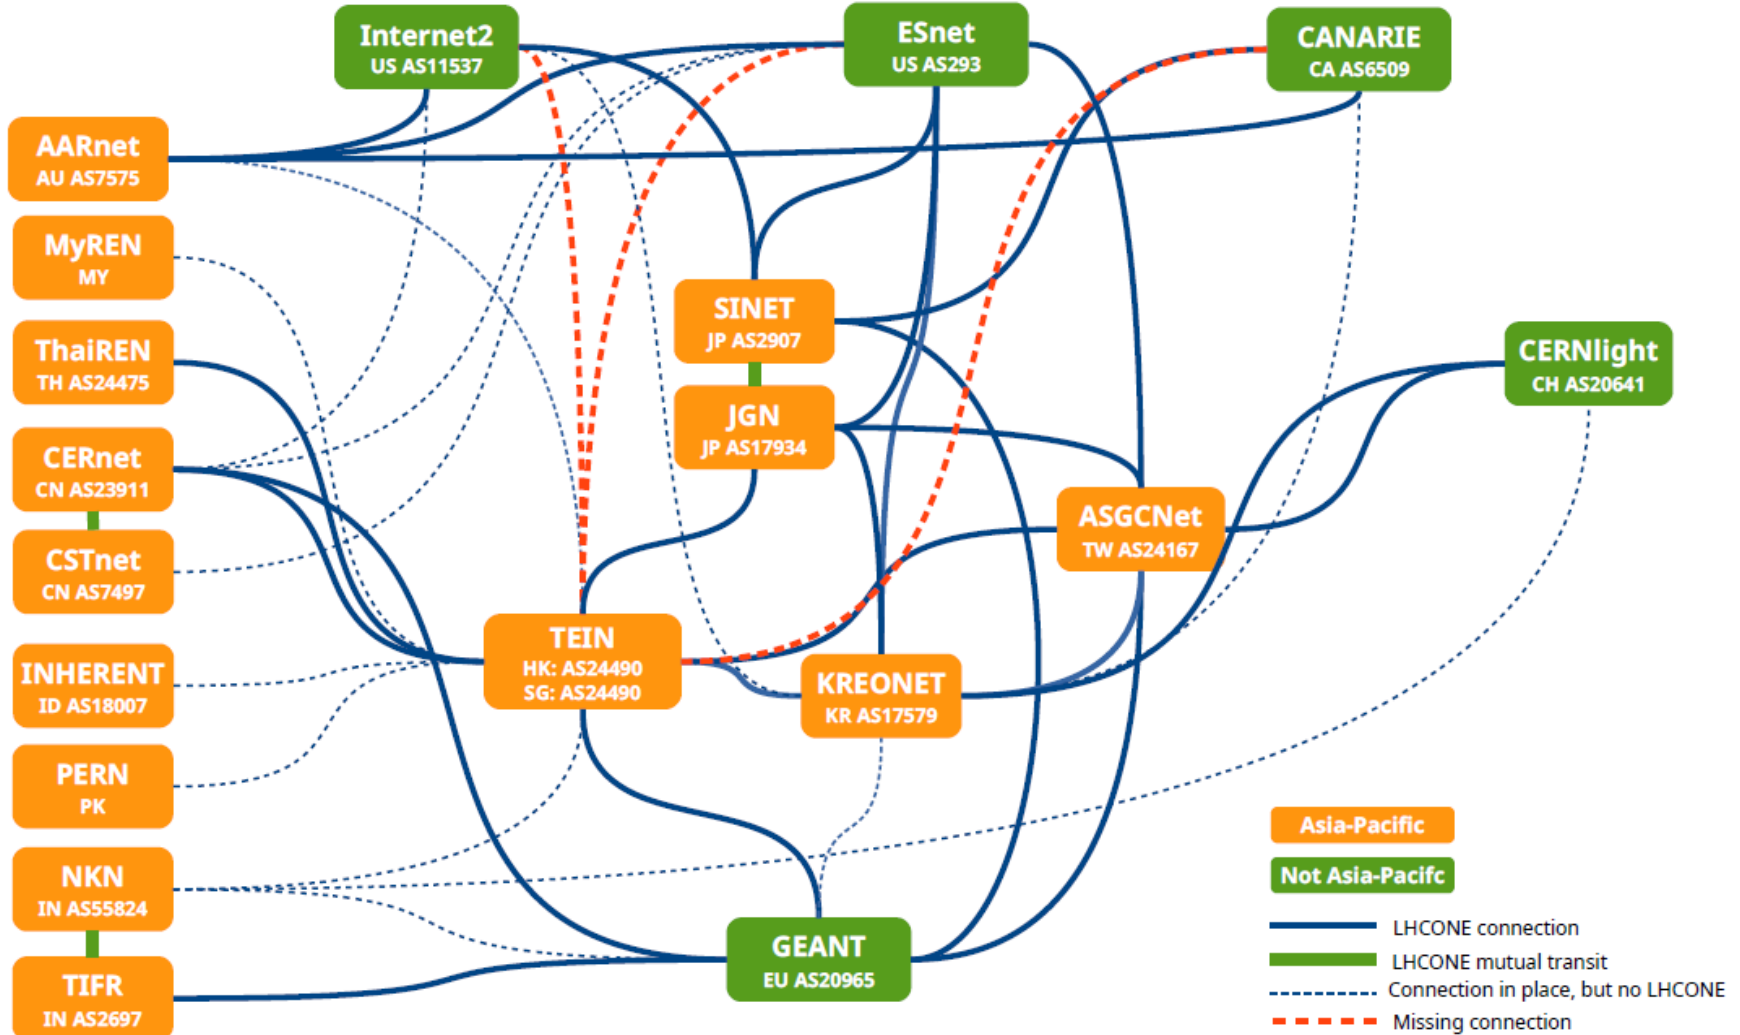 Internet2
US AS11537
ESnet
US AS293
CANARIE
CA AS6509
AARnet
AU AS7575
MyREN
MY
ThaiREN
TH AS24475
CERnet
CN AS23911
CSTnet
CN AS7497
INHERENT
ID AS18007
PERN
PK
NKN
IN AS55824
TIFR
IN AS2697
SINET
JP AS2907
JGN
JP AS17934
CERNlight
CH AS20641
ASGCNet
TW AS24167
TEIN
HK: AS24490
SG: AS24490
KREONET
KR AS17579
GEANT
EU AS20965
Asia-Pacific
Not Asia-Pacifc
LHCONE connection
LHCONE mutual transit
Connection in place, but no LHCONE
Missing connection